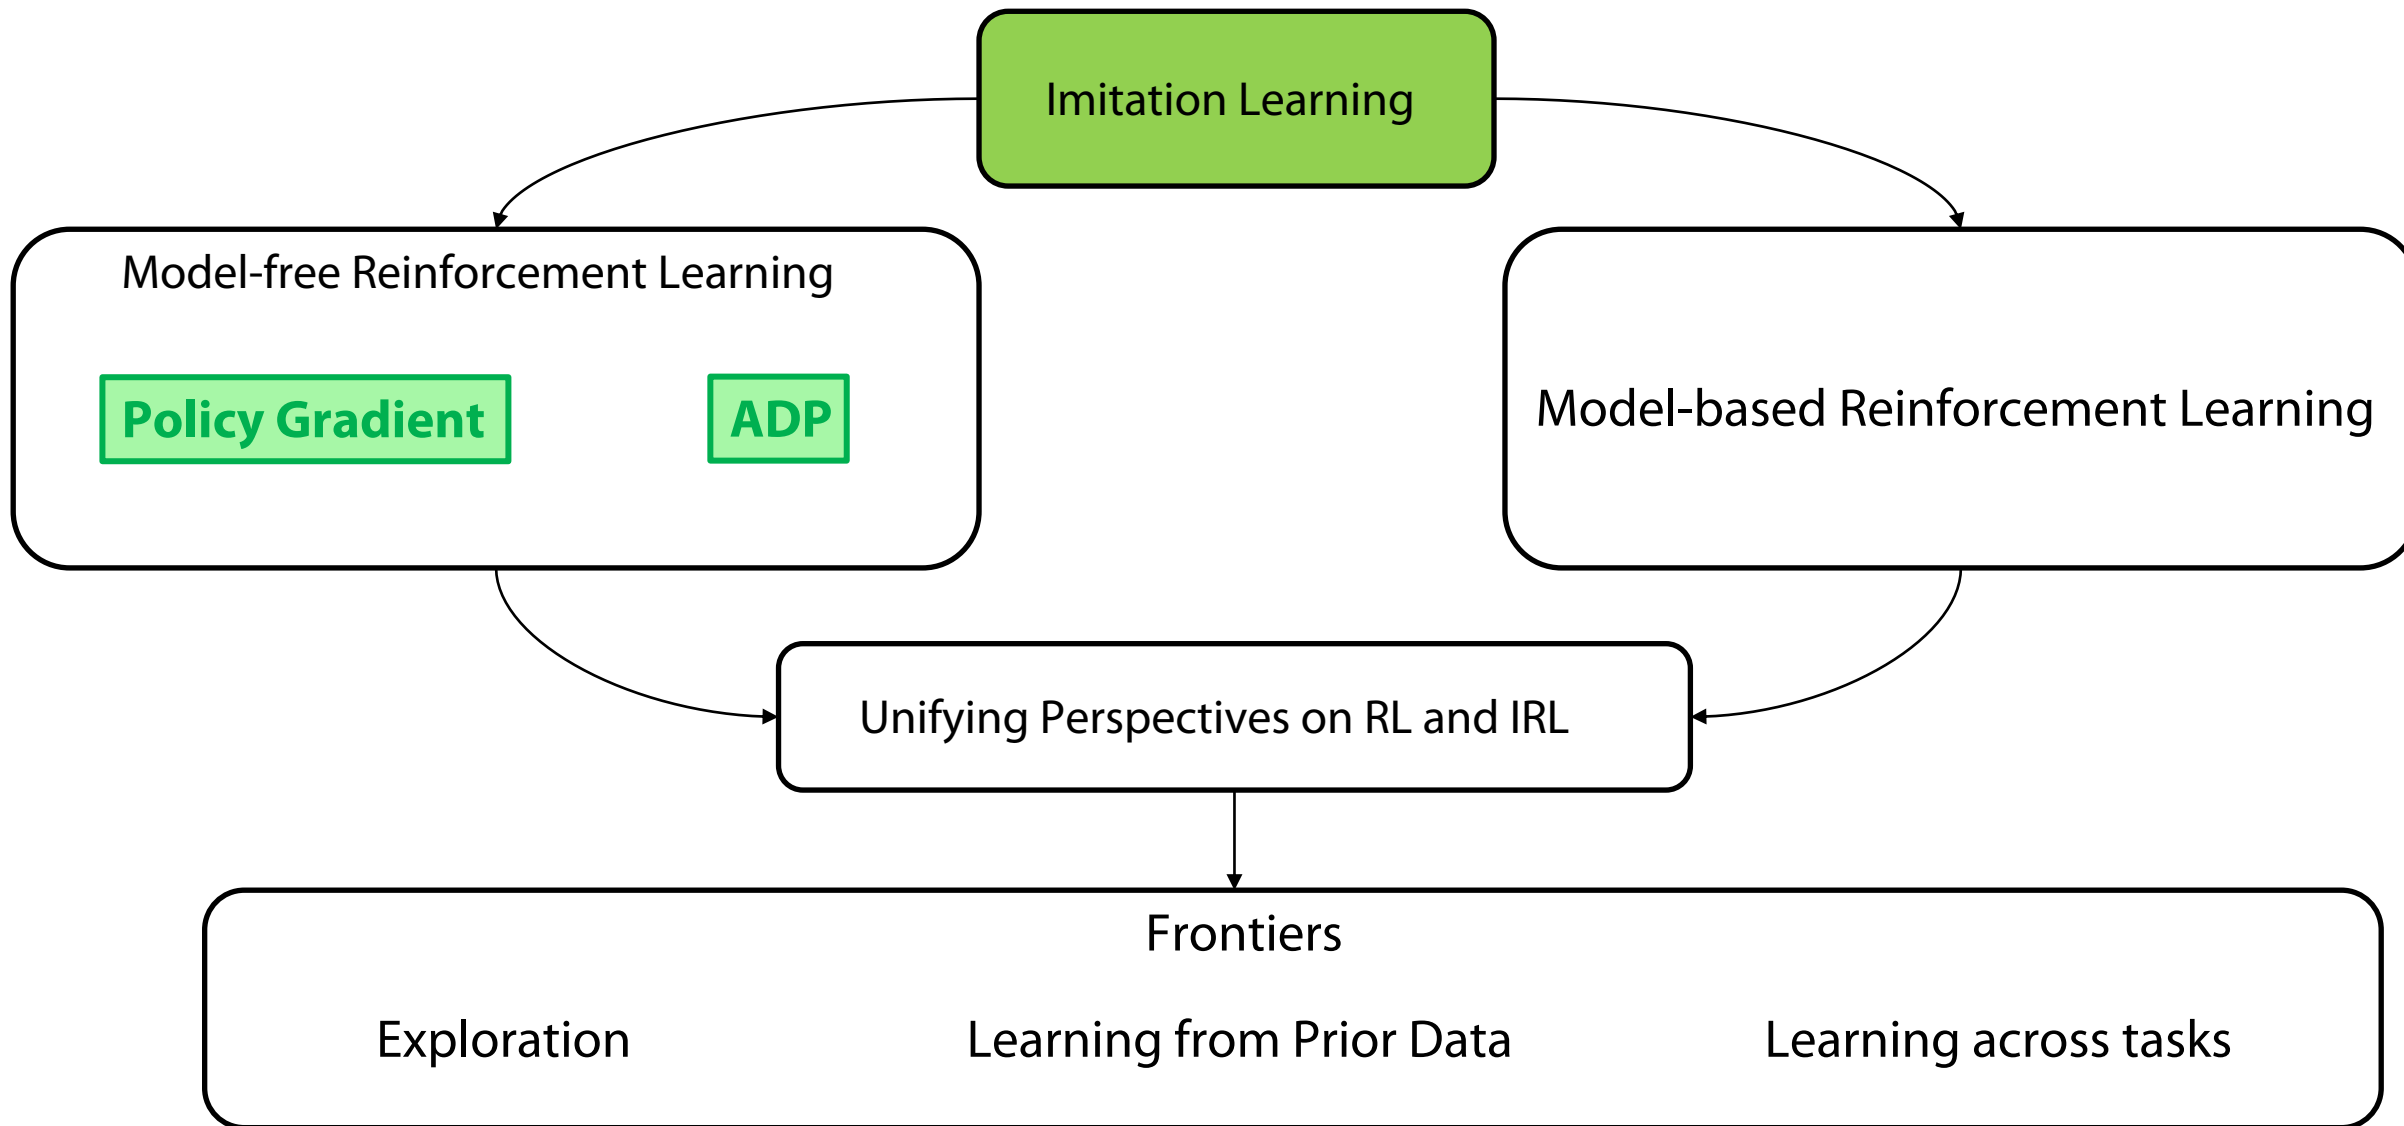 Imitation Learning
Model-free Reinforcement Learning
Policy Gradient
ADP
Model-based Reinforcement Learning
Unifying Perspectives on RL and IRL
Frontiers
Exploration
Learning from Prior Data
Learning across tasks